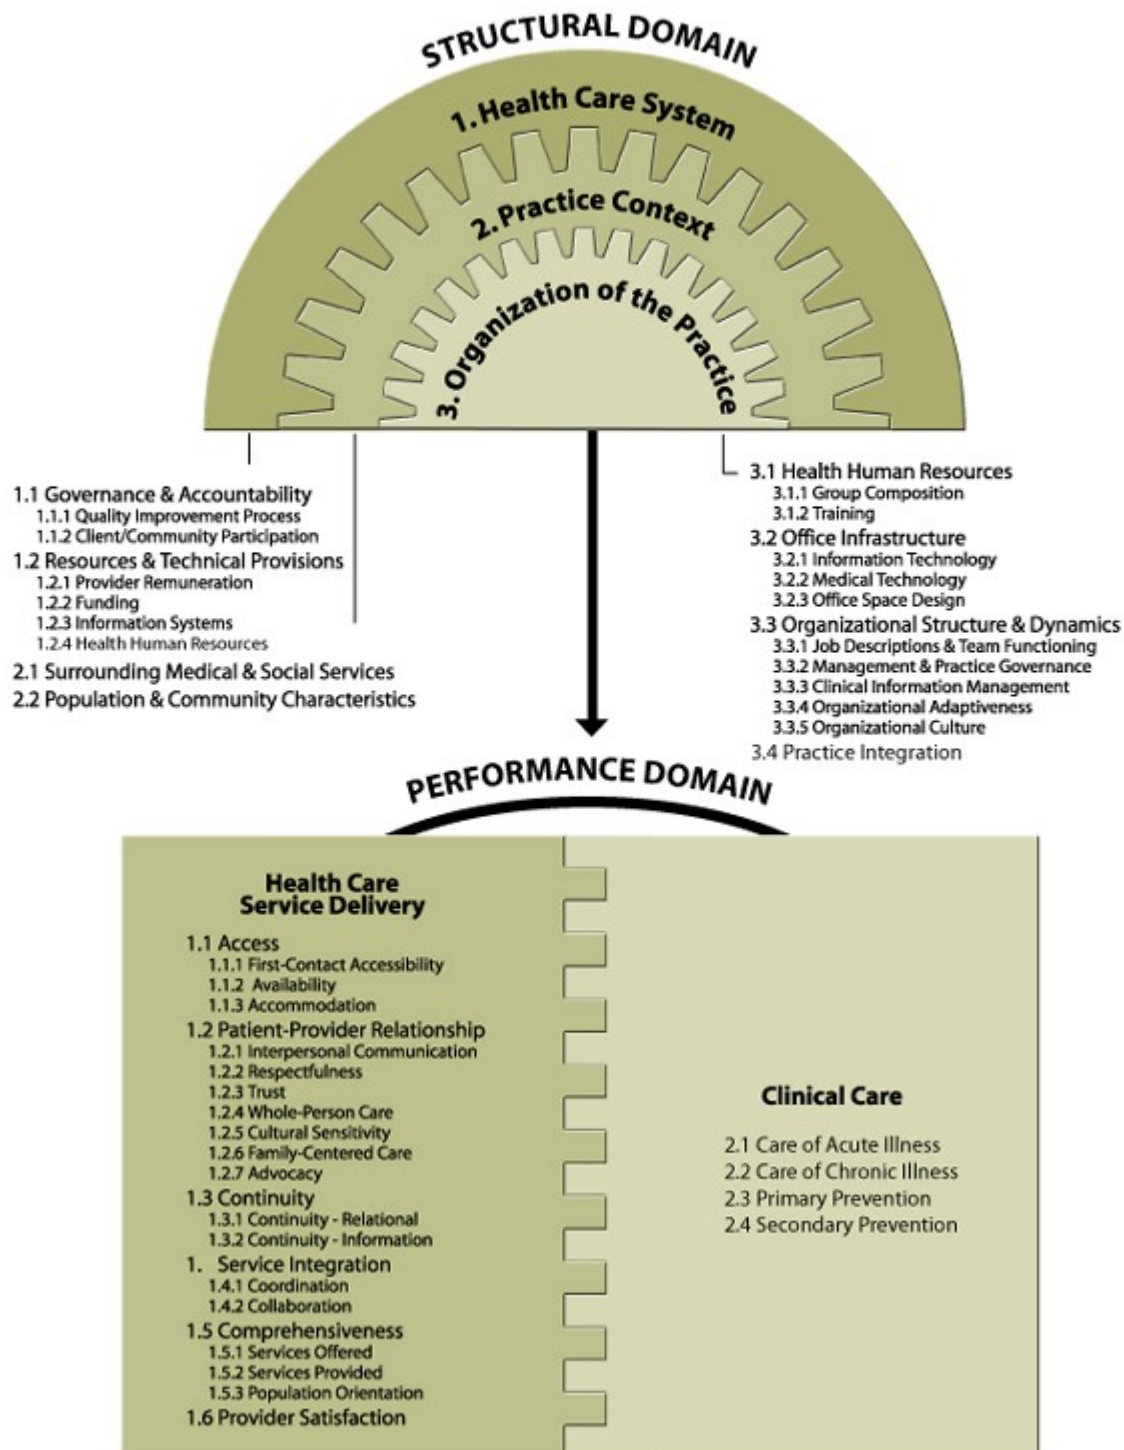 STRUCTURAL DOMAIN
1. Health Care System
2. Practice Context
3. Organization of the Practice
1.1 Governance & Accountability
1.1.1 Quality Improvement Process
1.1.2 Client/Community Participation
1.2 Resources & Technical Provisions
1.2.1 Provider Remuneration
1.2.2 Funding
1.2.3 Information Systems
1.2.4 Health Human Resources
2.1 Surrounding Medical & Social Services
2.2 Population & Community Characteristics
3.1 Health Human Resources
3.1.1 Group Composition
3.1.2 Training
3.2 Office Infrastructure
3.2.1 Information Technology
3.2.2 Medical Technology
3.2.3 Office Space Design
3.3 Organizational Structure & Dynamics
3.3.1 Job Descriptions & Team Functioning
3.3.2 Management & Practice Governance
3.3.3 Clinical Information Management
3.3.4 Organizational Adaptiveness
3.3.5 Organizational Culture
3.4 Practice Integration
PERFORMANCE DOMAIN
Health Care
Service Delivery
1.1 Access
1.1.1 First-Contact Accessibility
1.1.2 Availability
1.1.3 Accommodation
1.2 Patient-Provider Relationship
1.2.1 Interpersonal Communication
1.2.2 Respectfulness
1.2.3 Trust
1.2.4 Whole-Person Care
1.2.5 Cultural Sensitivity
1.2.6 Family-Centered Care
1.2.7 Advocacy
1.3 Continuity
1.3.1 Continuity - Relational
1.3.2 Continuity - Information
1. Service Integration
1.4.1 Coordination
1.4.2 Collaboration
1.5 Comprehensiveness
1.5.1 Services Offered
1.5.2 Services Provided
1.5.3 Population Orientation
1.6 Provider Satisfaction
Clinical Care
2.1 Care of Acute Illness
2.2 Care of Chronic Illness
2.3 Primary Prevention
2.4 Secondary Prevention